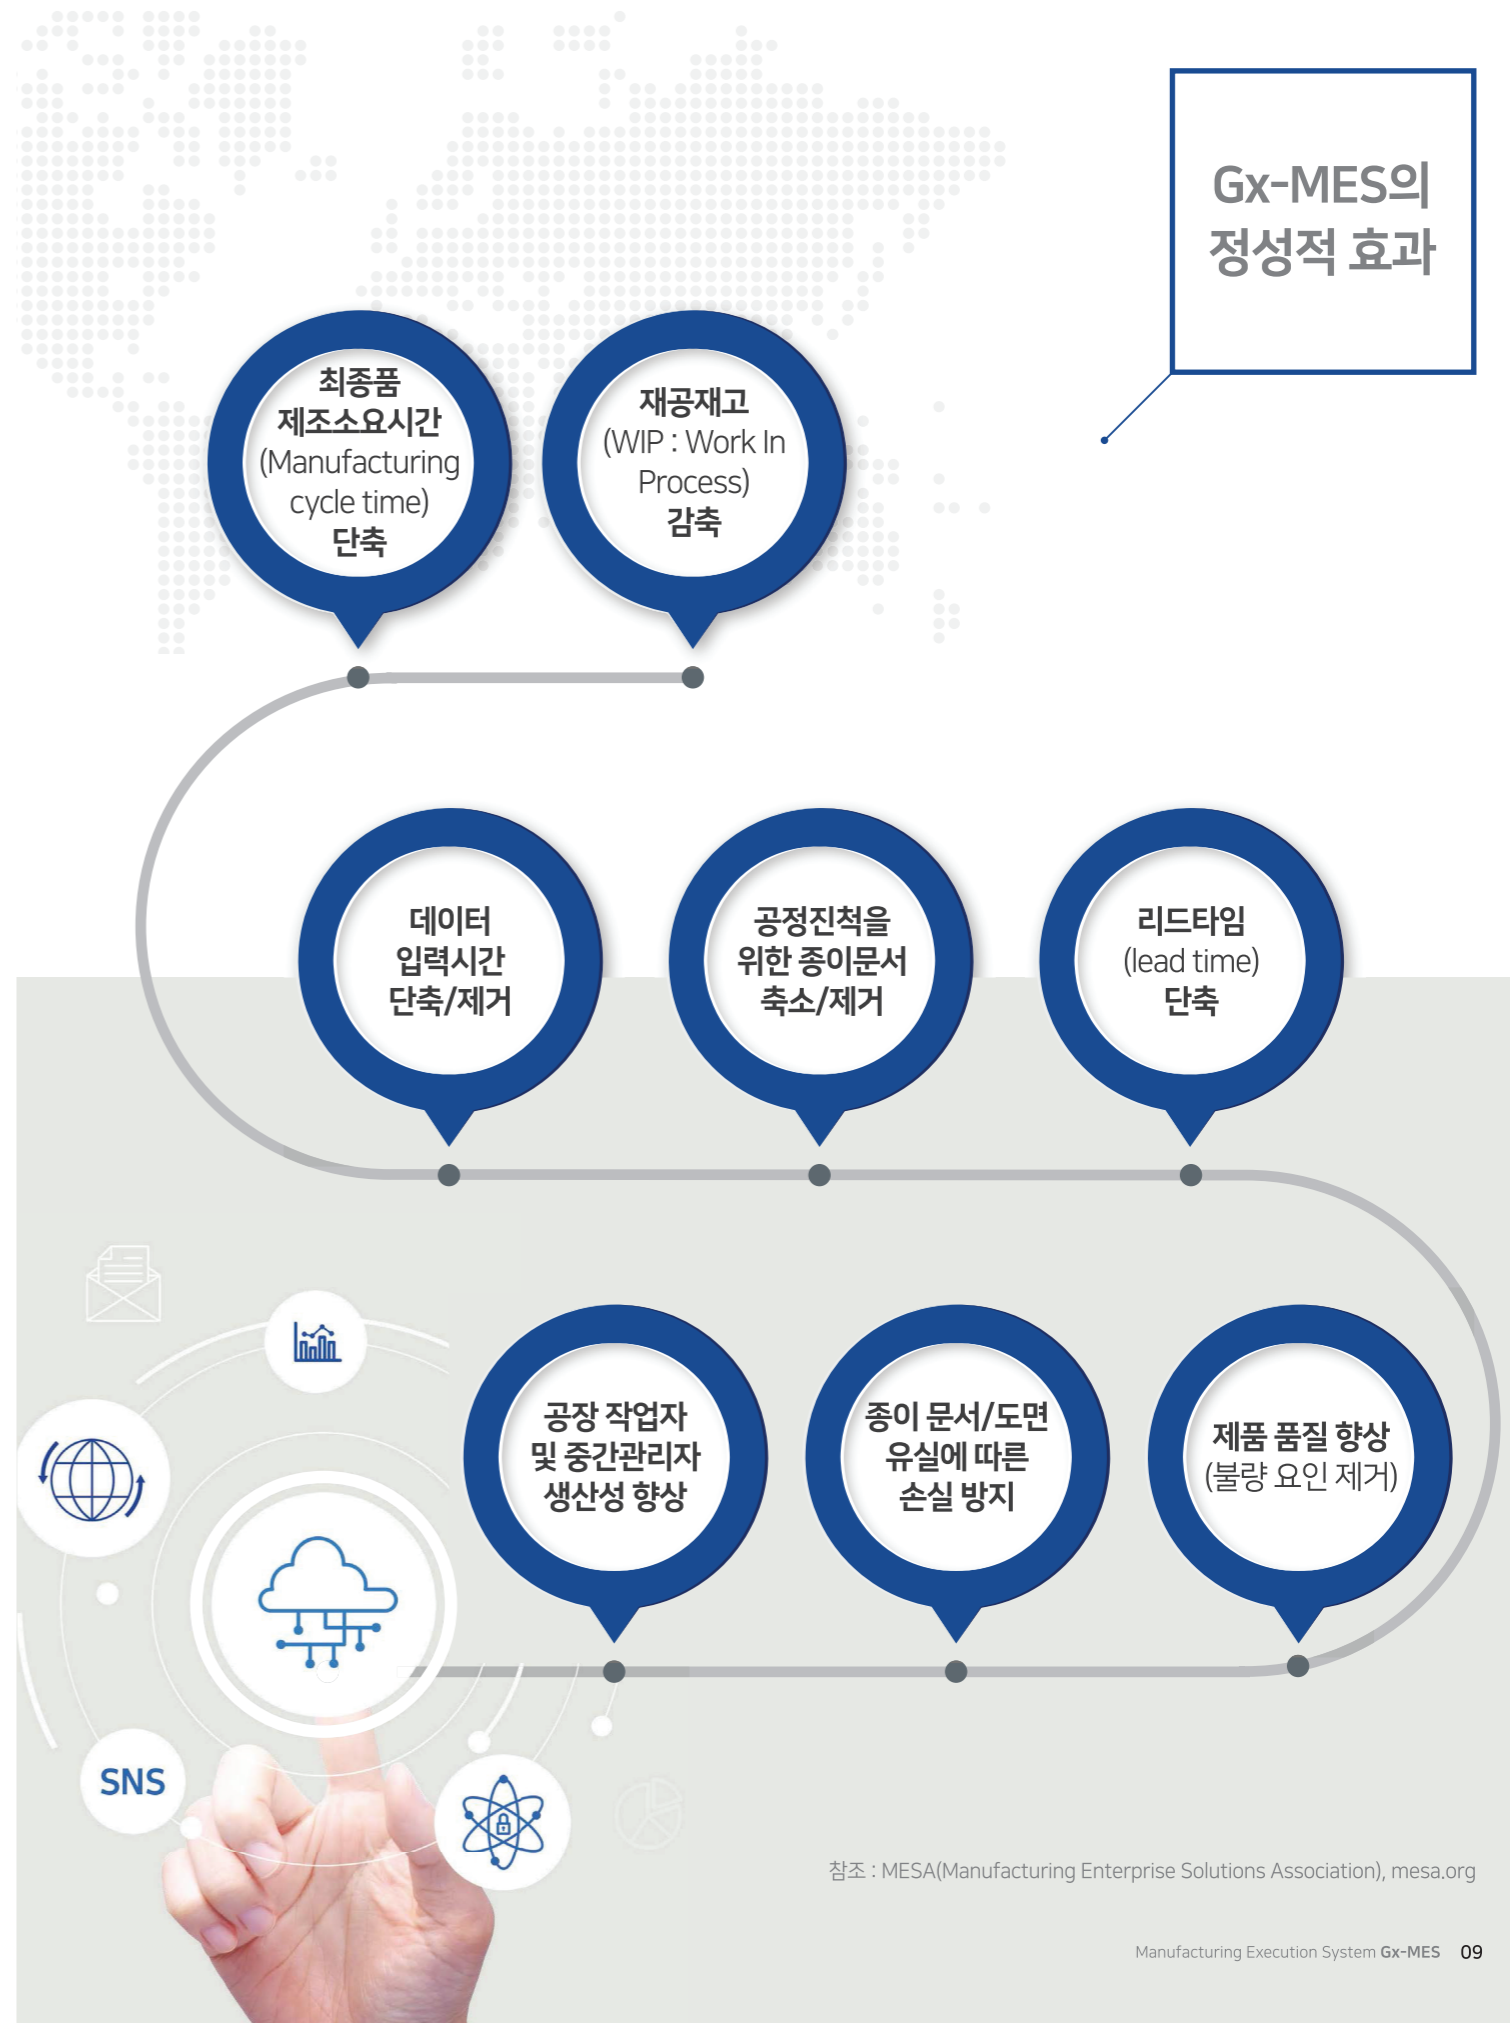 Gx-MES의
정성적 효과
최종품
제조소요시간
(Manufacturing
cycle time)
단축
재공재고
(WIP : Work In
Process)
감축
데이터
입력시간
단축/제거
공정진척을
위한 종이문서
축소/제거
리드타임
(lead time)
단축
공장 작업자
및 중간관리자
생산성 향상
종이 문서/도면
유실에 따른
손실 방지
제품 품질 향상
(불량 요인 제거)
SNS
참조 : MESA(Manufacturing Enterprise Solutions Association), mesa.org
Manufacturing Execution System Gx-MES 09